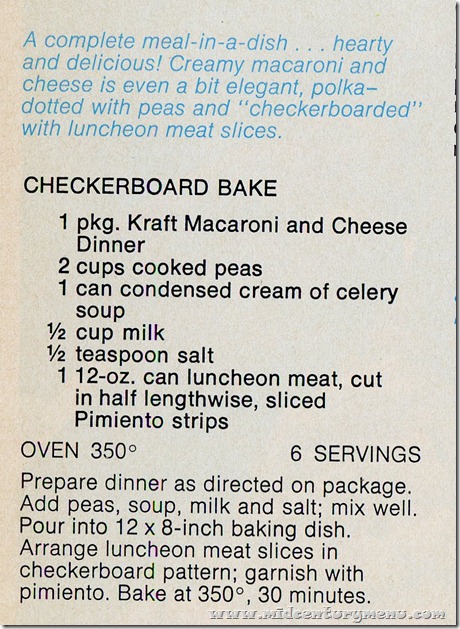 A complete meal-in-a-dish . . . hearty
and delicious! Creamy macaroni and
cheese is even a bit elegant, polka–
dotted with peas and "checkerboarded"
with luncheon meat slices.
CHECKERBOARD BAKE
1 pkg. Kraft Macaroni and Cheese
Dinner
2 cups cooked peas
1 can condensed cream of celery
soup
½ cup milk
½ teaspoon salt
1 12-oz. can luncheon meat, cut
in half lengthwise, sliced
Pimiento strips
OVEN 350° 6 SERVINGS
Prepare dinner as directed on package.
Add peas, soup, milk and salt; mix well.
Pour into 12 x 8-inch baking dish.
Arrange luncheon meat slices in
checkerboard pattern; garnish with
pimiento. Bake at 350°, 30 minutes.
www.midcenturymenu.com